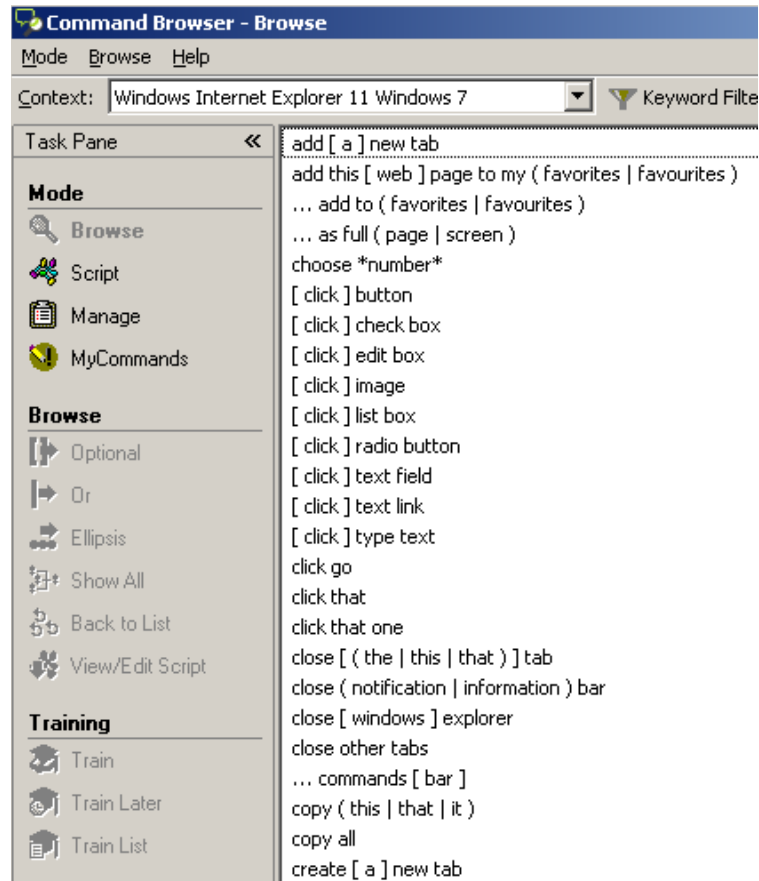 Command Browser - Browse
Mode Browse Help
Context: Windows Internet Explorer 11 Windows 7 Keyword Filte
Task Pane «
Mode
Browse
Script
Manage
MyCommands
Browse
Optional
Or
Ellipsis
Show All
Back to List
View/Edit Script
Training
Train
Train Later
Train List
add [ a ] new tab
add this [ web ] page to my ( favorites | favourites )
... add to ( favorites | favourites )
... as full ( page | screen )
choose *number*
[ click ] button
[ click ] check box
[ click ] edit box
[ click ] image
[ click ] list box
[ click ] radio button
[ click ] text field
[ click ] text link
[ click ] type text
click go
click that
click that one
close [ ( the | this | that ) ] tab
close ( notification | information ) bar
close [ windows ] explorer
close other tabs
... commands [ bar ]
copy ( this | that | it )
copy all
create [ a ] new tab